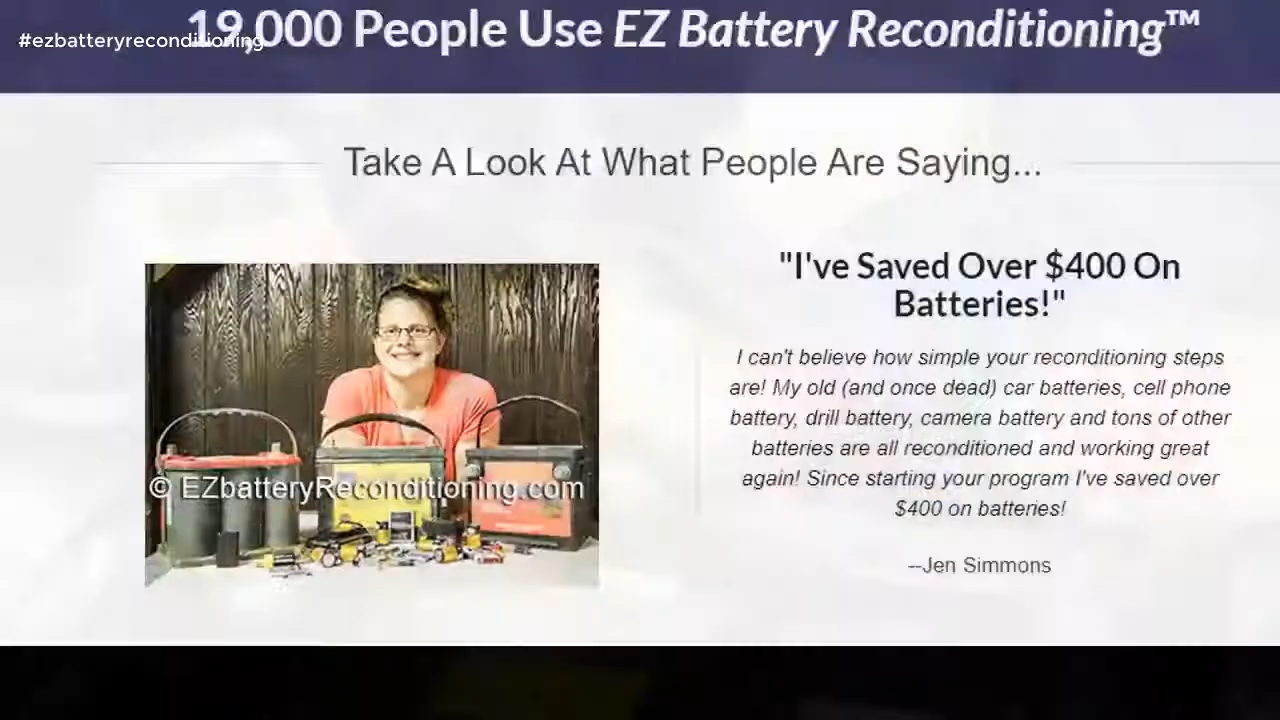 #ezbatteryreconditioning
19,000 People Use EZ Battery Reconditioning™
Take A Look At What People Are Saying...
"I've Saved Over $400 On
Batteries!"
I can't believe how simple your reconditioning steps
are! My old (and once dead) car batteries, cell phone
battery, drill battery, camera battery and tons of other
batteries are all reconditioned and working great
again! Since starting your program I've saved over
$400 on batteries!
--Jen Simmons
© EZbatteryReconditioning.com